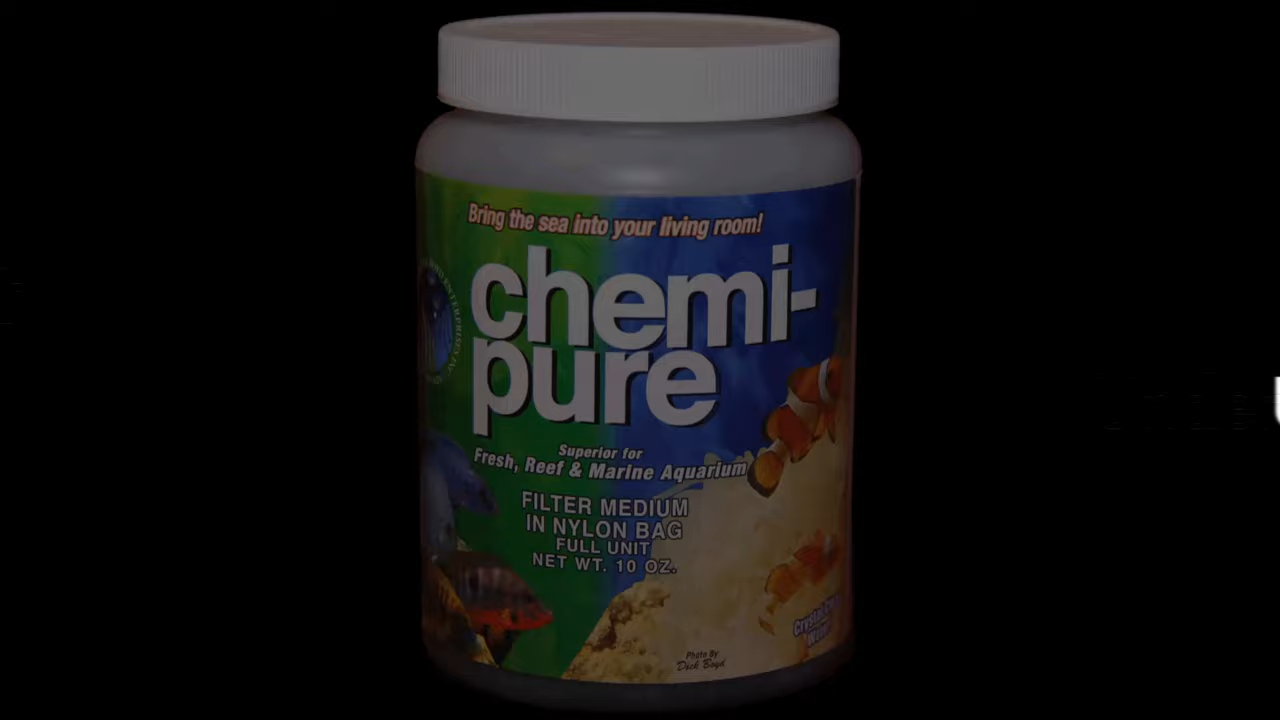 Bring the sea into your living room!
chemi-
pure
Superior for
Fresh, Reef & Marine Aquarium
FILTER MEDIUM
IN NYLON BAG
FULL UNIT
NET WT. 10 OZ.
Photo By
Dick Boyd